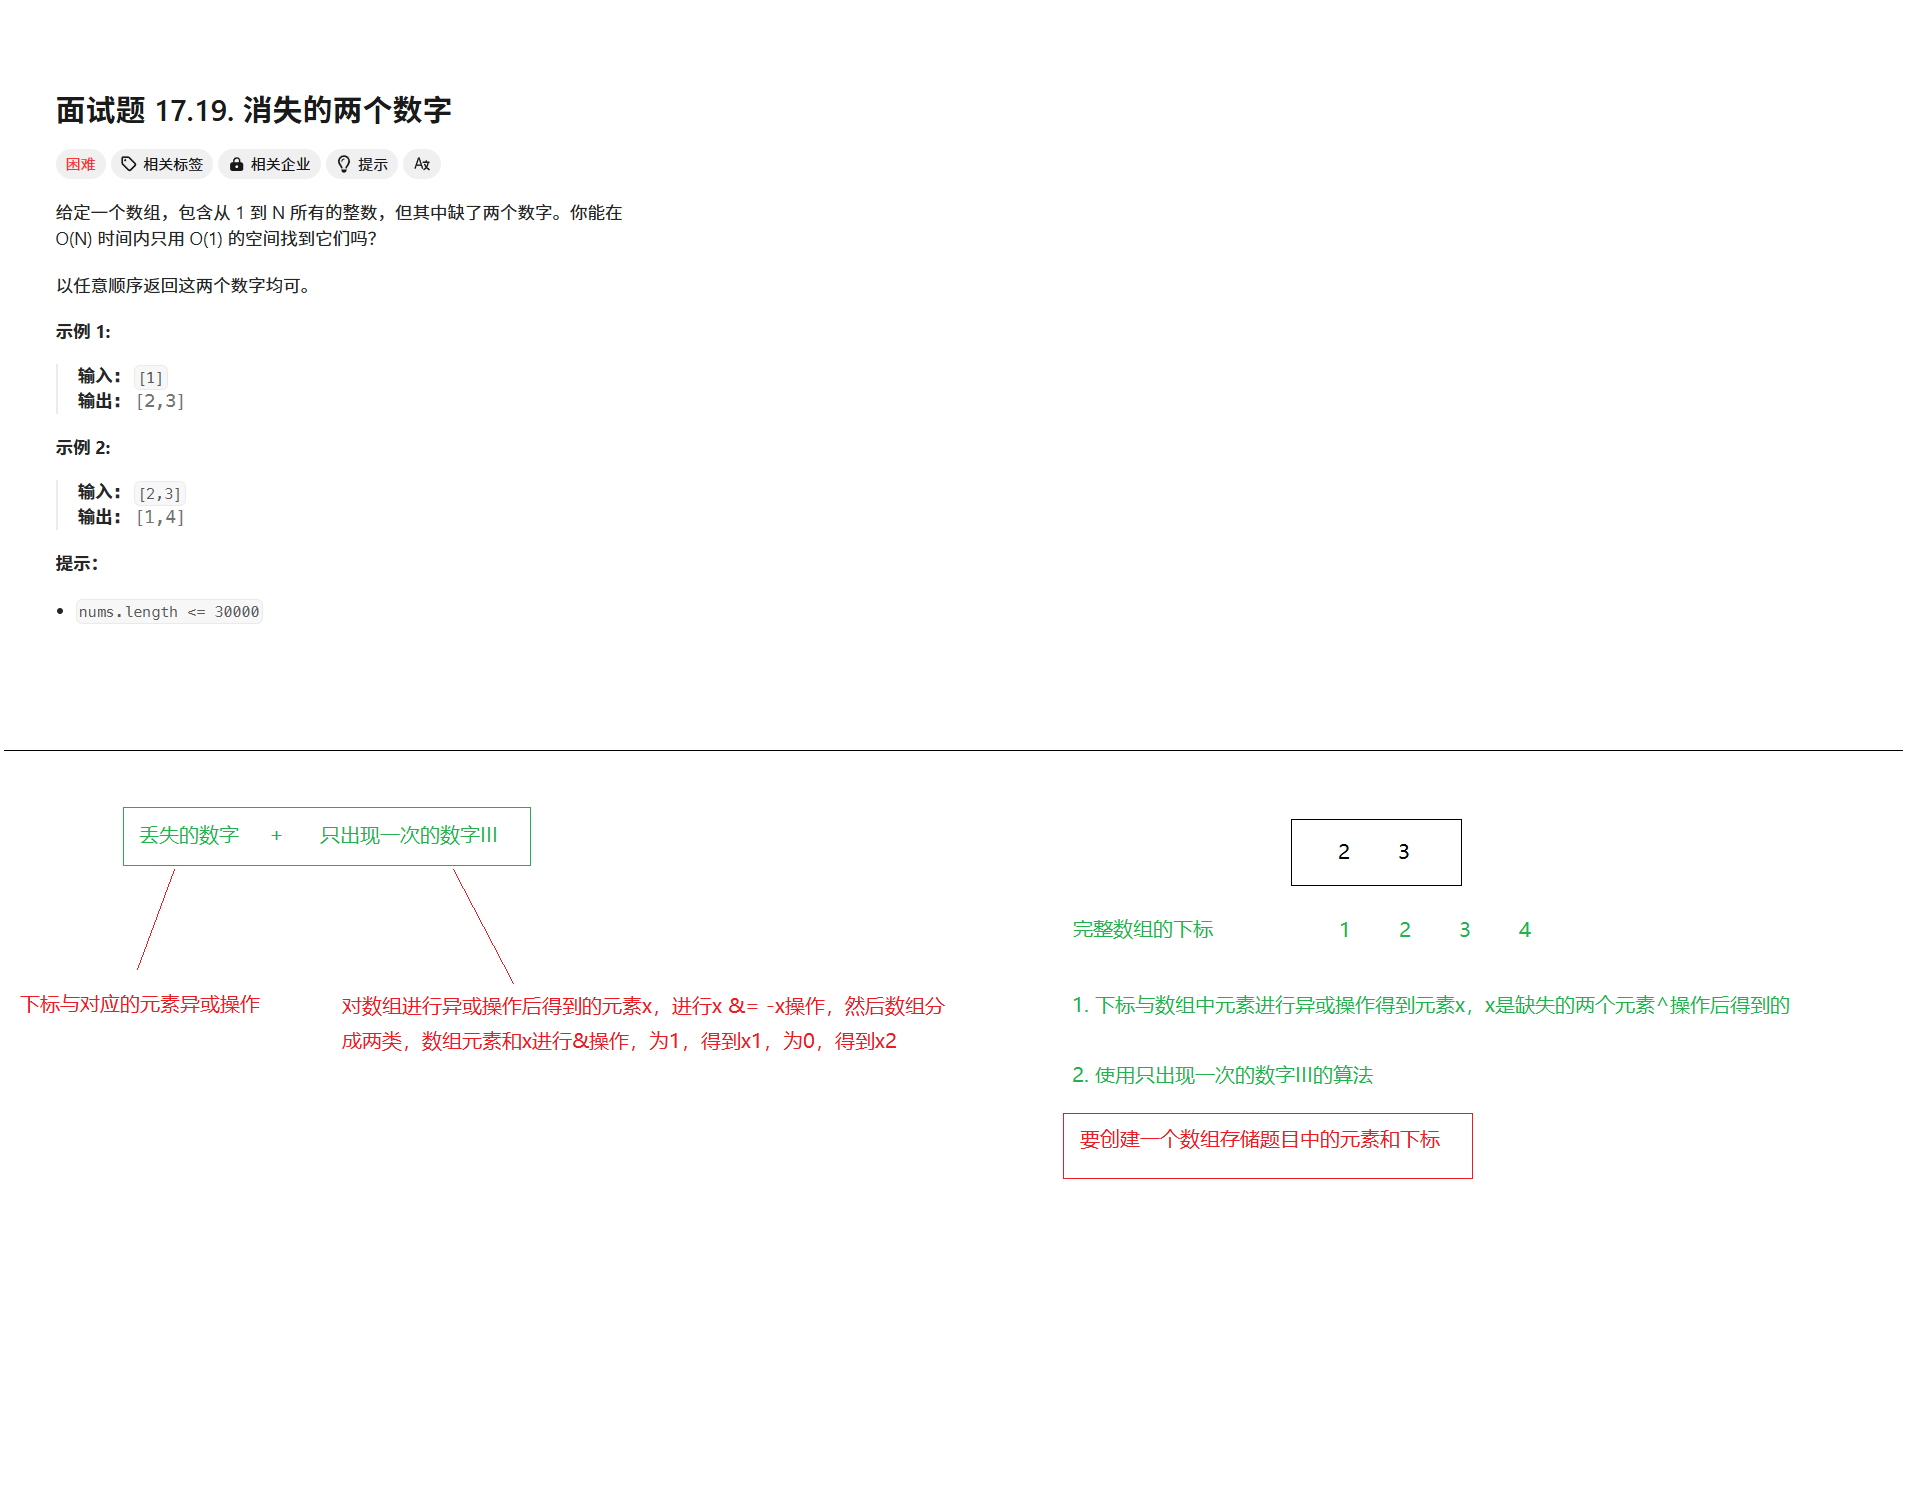 面试题 17.19. 消失的两个数字
困难 相关标签 相关企业 提示 A文
给定一个数组，包含从 1 到 N 所有的整数，但其中缺了两个数字。你能在
O(N) 时间内只用 O(1) 的空间找到它们吗？
以任意顺序返回这两个数字均可。
示例 1:
输入： [1]
输出： [2,3]
示例 2:
输入： [2,3]
输出： [1,4]
提示：
• nums.length <= 30000
丢失的数字 + 只出现一次的数字III
下标与对应的元素异或操作
对数组进行异或操作后得到的元素x，进行x &= -x操作，然后数组分
成两类，数组元素和x进行&操作，为1，得到x1，为0，得到x2
2 3
完整数组的下标 1 2 3 4
1. 下标与数组中元素进行异或操作得到元素x，x是缺失的两个元素^操作后得到的
2. 使用只出现一次的数字III的算法
要创建一个数组存储题目中的元素和下标